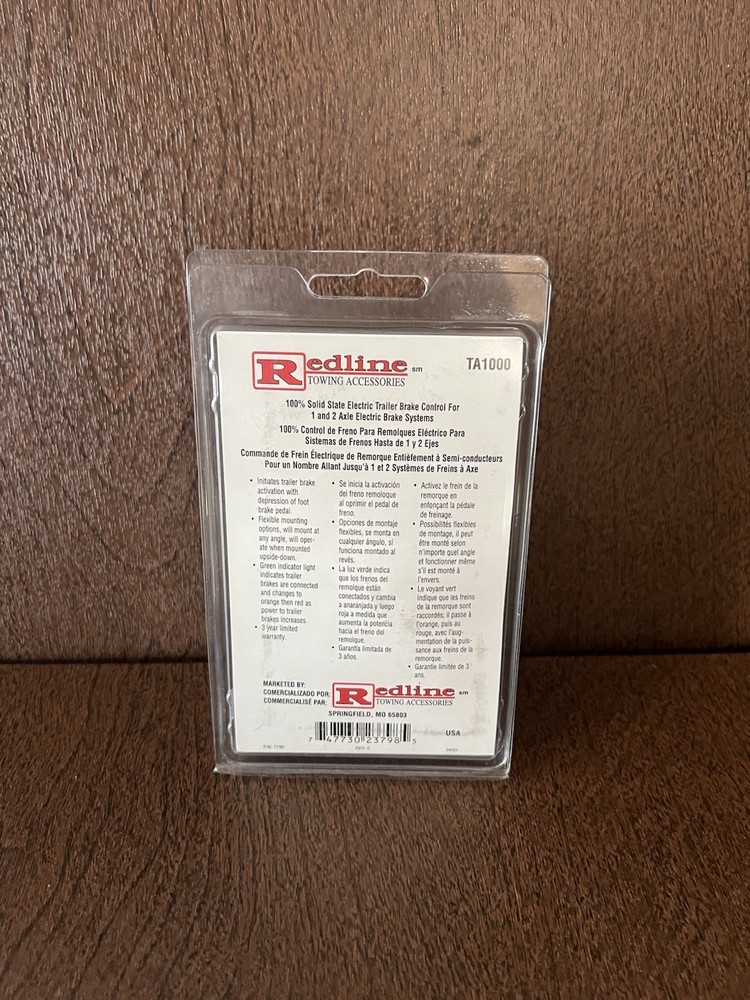 Redline sm
TOWING ACCESSORIES
TA1000
100% Solid State Electric Trailer Brake Control For
1 and 2 Axle Electric Brake Systems
100% Control de Freno Para Remolques Eléctrico Para
Sistemas de Frenos Hasta de 1 y 2 Ejes
Commande de Frein Électrique de Remorque Entièrement à Semi-conducteurs
Pour un Nombre Allant Jusqu'à 1 et 2 Systèmes de Freins à Axe
• Initiates trailer brake
activation with
depression of foot
brake pedal.
• Flexible mounting
options, will mount at
any angle, will oper-
ate when mounted
upside-down.
• Green indicator light
indicates trailer
brakes are connected
and changes to
orange then red as
power to trailer
brakes increases.
• 3 year limited
warranty.
• Se inicia la activación
del freno remoloque
al oprimir el pedal de
freno.
• Opciones de montaje
flexibles, se monta en
cualquier ángulo, si
funciona montado al
revés.
• La luz verde indica
que los frenos del
remolque están
conectados y cambia
a anaranjada y luego
roja a medida que
aumenta la potencia
hacia el freno del
remolque.
• Garantía limitada de
3 años.
• Activez le frein de la
remorque en
enfonçant la pédale
de freinage.
• Possibilités flexibles
de montage, il peut
être monté selon
n'importe quel angle
et fonctionner même
s'il est monté à
l'envers.
• Le voyant vert
indique que les freins
de la remorque sont
raccordés; il passe à
l'orange, puis au
rouge, avec l'aug-
mentation de la puis-
sance aux freins de la
remorque.
• Garantie limitée de 3
ans.
MARKETED BY:
COMERCIALIZADO POR:
COMMERCIALISÉ PAR:
Redline sm
TOWING ACCESSORIES
SPRINGFIELD, MO 65803
7 47730 23798 5
USA